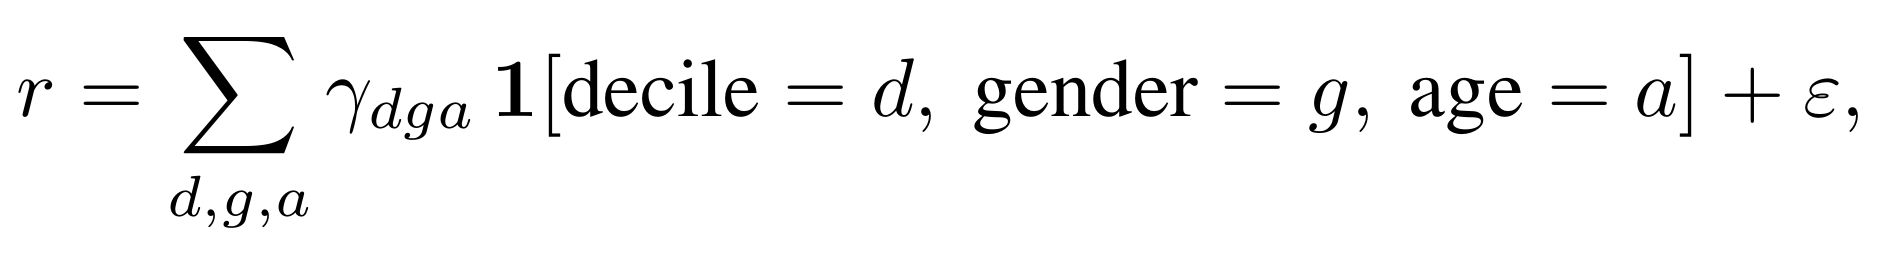 r = ∑ γ_{dga} 𝟏[decile = d, gender = g, age = a] + ε,
d,g,a